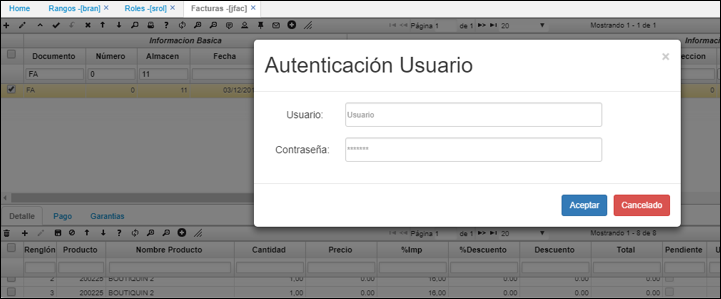 Home Rangos -[bran] × Roles -[srol] × Facturas -[jfac] ×
Página 1 de 1 20 Mostrando 1 - 1 de 1
Informacion Basica
Documento Número Almacen Fecha
FA 0 11
FA 0 11 03/12/201 0
Autenticación Usuario ×
Usuario: Usuario
Contraseña: *******
Aceptar Cancelado
Detalle Pago Garantias
Página 1 de 1 20 Mostrando 1 - 8 de 8
Renglón Producto Nombre Producto Cantidad Precio %Imp %Descuento Descuento Total Pendiente U
2 200225 BOUTIQUIN 2 1,00 0.00 16,00 0.00 0.00 0.00
3 200225 BOUTIQUIN 2 1,00 0.00 16,00 0.00 0.00 0.00